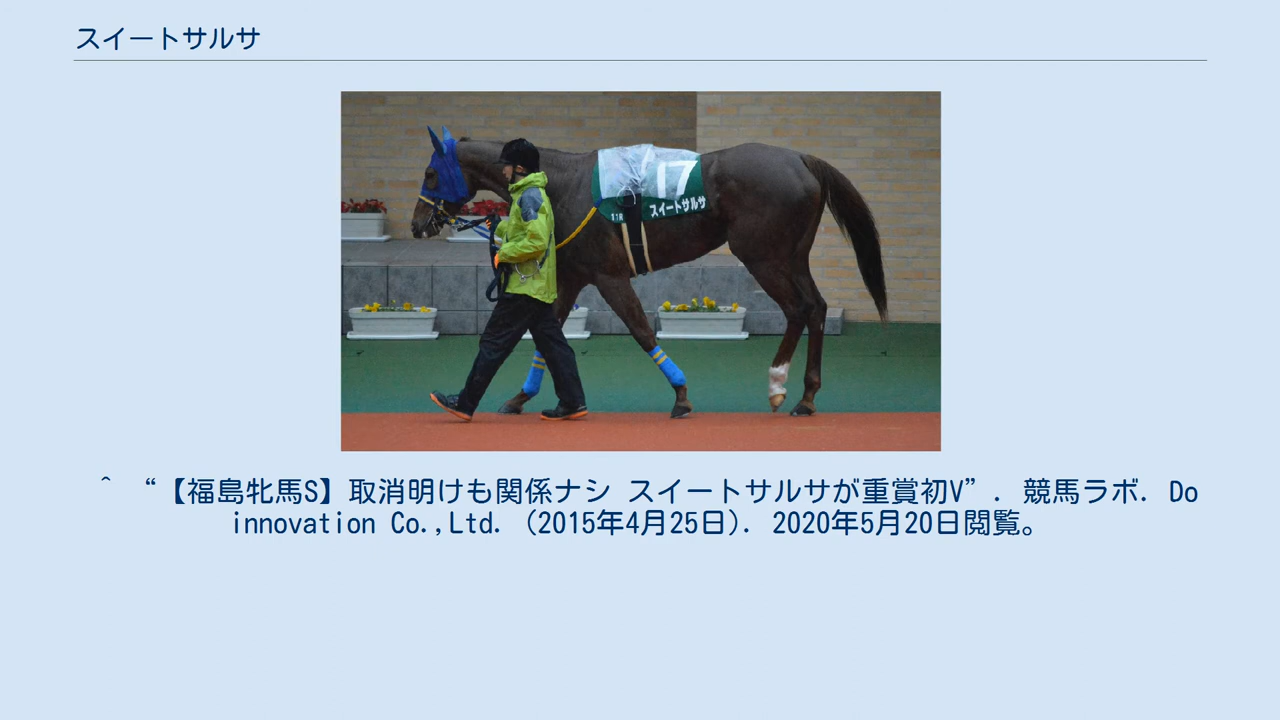 スイートサルサ
17
11R スイートサルサ
^ “【福島牝馬S】取消明けも関係ナシ スイートサルサが重賞初V”. 競馬ラボ. Do
innovation Co.,Ltd. (2015年4月25日). 2020年5月20日閲覧。